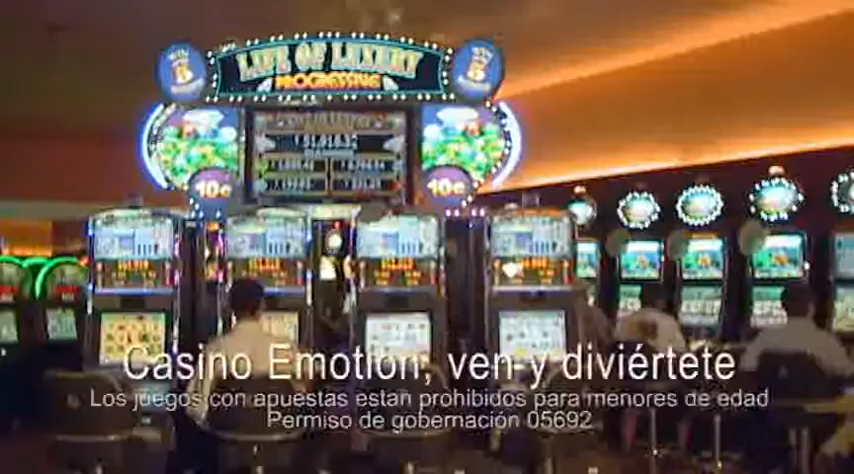 LIFE OF LUXURY
PROGRESSIVE
10¢
10¢
Casino Emotion, ven y diviértete
Los juegos con apuestas estan prohibidos para menores de edad
Permiso de gobernación 05692